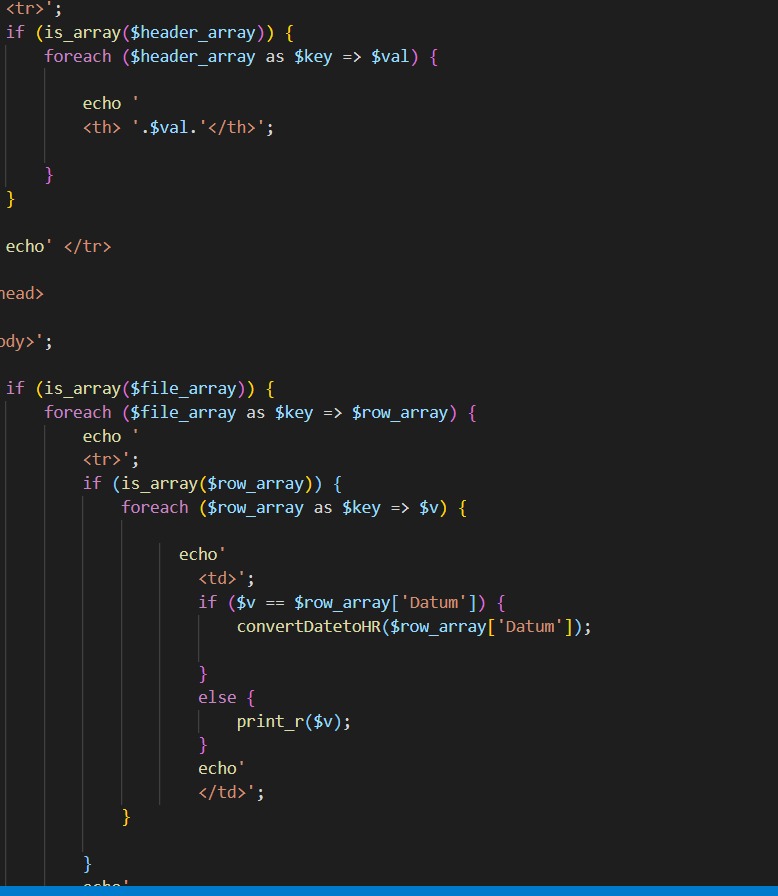 <tr>';
if (is_array($header_array)) {
foreach ($header_array as $key => $val) {
echo '
<th> '.$val.'</th>';
}
}
echo' </tr>
head>
ody>';
if (is_array($file_array)) {
foreach ($file_array as $key => $row_array) {
echo '
<tr>';
if (is_array($row_array)) {
foreach ($row_array as $key => $v) {
echo'
<td>';
if ($v == $row_array['Datum']) {
convertDatetoHR($row_array['Datum']);
}
else {
print_r($v);
}
echo'
</td>';
}
}
echo'